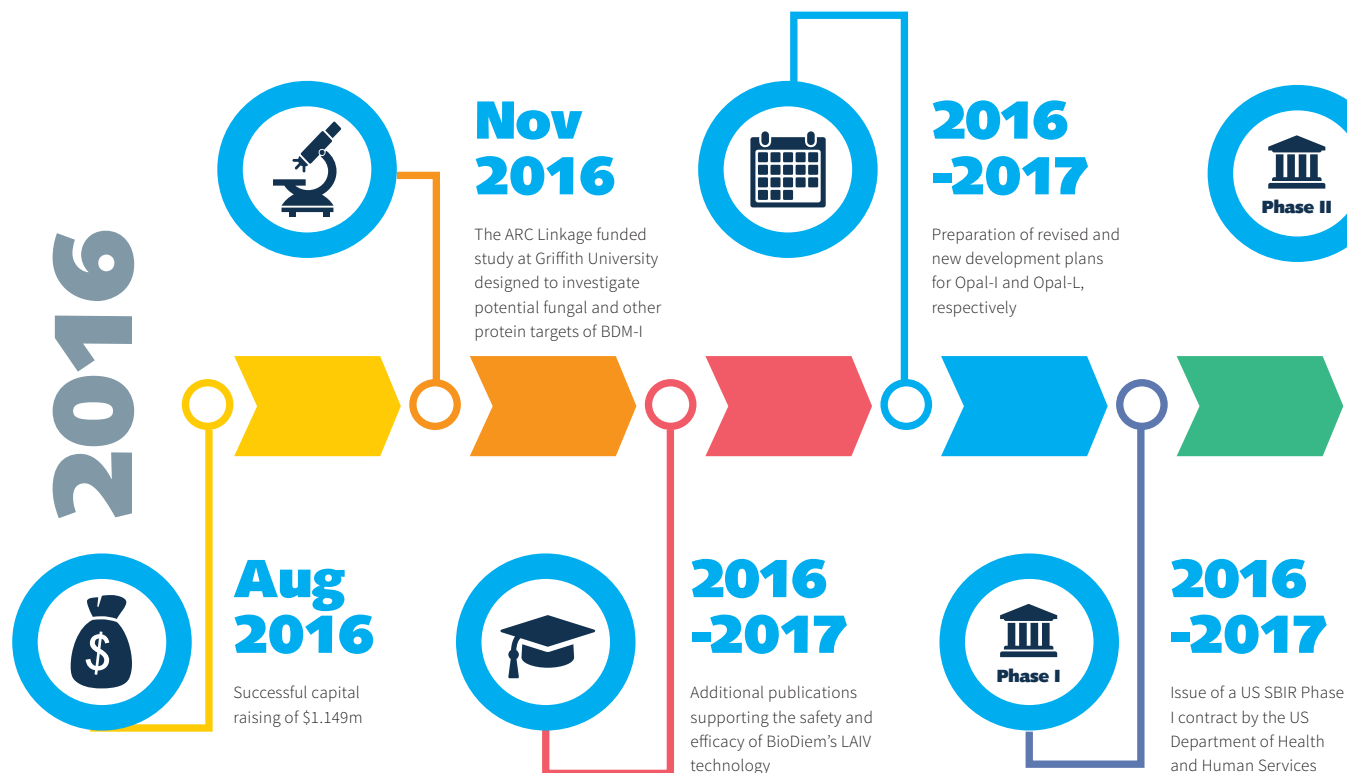 2016
Nov
2016
The ARC Linkage funded
study at Griffith University
designed to investigate
potential fungal and other
protein targets of BDM-I
2016
-2017
Preparation of revised and
new development plans
for Opal-I and Opal-L,
respectively
Phase II
$
Aug
2016
Successful capital
raising of $1.149m
2016
-2017
Additional publications
supporting the safety and
efficacy of BioDiem’s LAIV
technology
Phase I
2016
-2017
Issue of a US SBIR Phase
I contract by the US
Department of Health
and Human Services